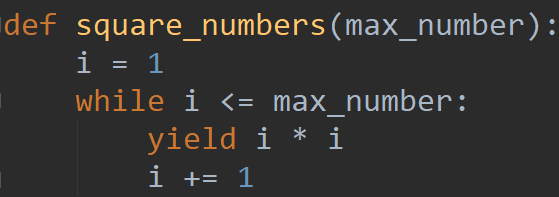 def square_numbers(max_number):
    i = 1
    while i <= max_number:
        yield i * i
        i += 1